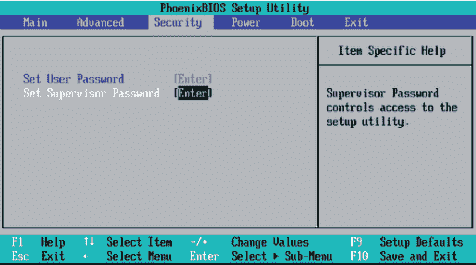 PhoenixBIOS Setup Utility
Main Advanced Security Power Boot Exit
Item Specific Help
Set User Password [Enter]
Set Supervisor Password [Enter]
Supervisor Password
controls access to the
setup utility.
F1 Help ↑↓ Select Item -/+ Change Values F9 Setup Defaults
Esc Exit Select Menu Enter Select ▶ Sub-Menu F10 Save and Exit